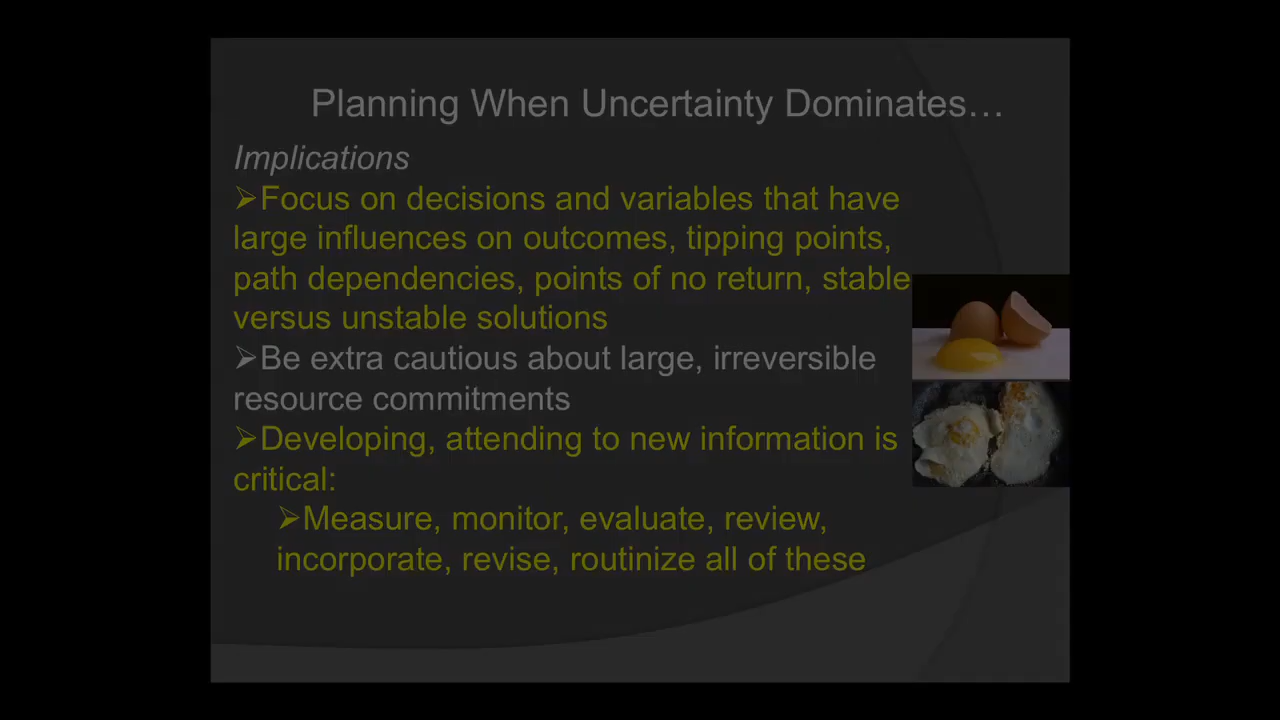 Planning When Uncertainty Dominates…
Implications
➢Focus on decisions and variables that have
large influences on outcomes, tipping points,
path dependencies, points of no return, stable
versus unstable solutions
➢Be extra cautious about large, irreversible
resource commitments
➢Developing, attending to new information is
critical:
➢Measure, monitor, evaluate, review,
incorporate, revise, routinize all of these